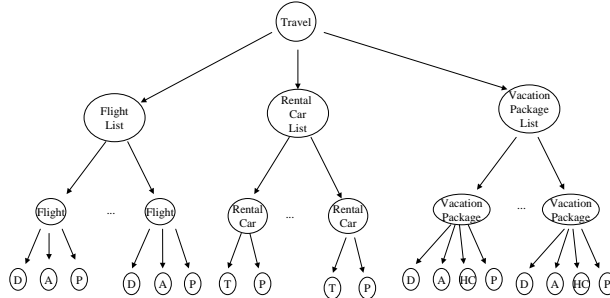 Travel
Flight
List
Rental
Car
List
Vacation
Package
List
Flight
...
Flight
Rental
Car
...
Rental
Car
Vacation
Package
...
Vacation
Package
D A P D A P T P T P D A HC P D A HC P